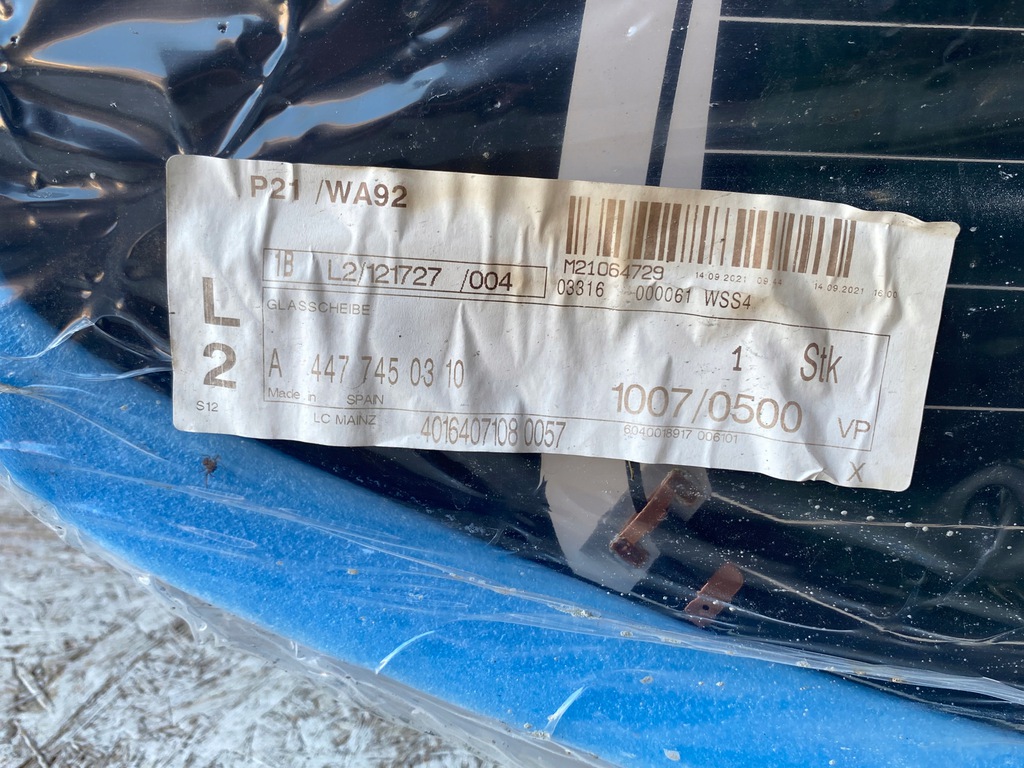 P21 /WA92
M21064729 14.09.2021 09:44 14.09.2021 16:00
1B L2/121727 /004 03316 -000061 WSS4
L
2
S12
GLASSCHEIBE
A 447 745 03 10 1 Stk
Made in SPAIN 1007/0500 VP
LC MAINZ 4016407108 0057 6040018917 006101
X